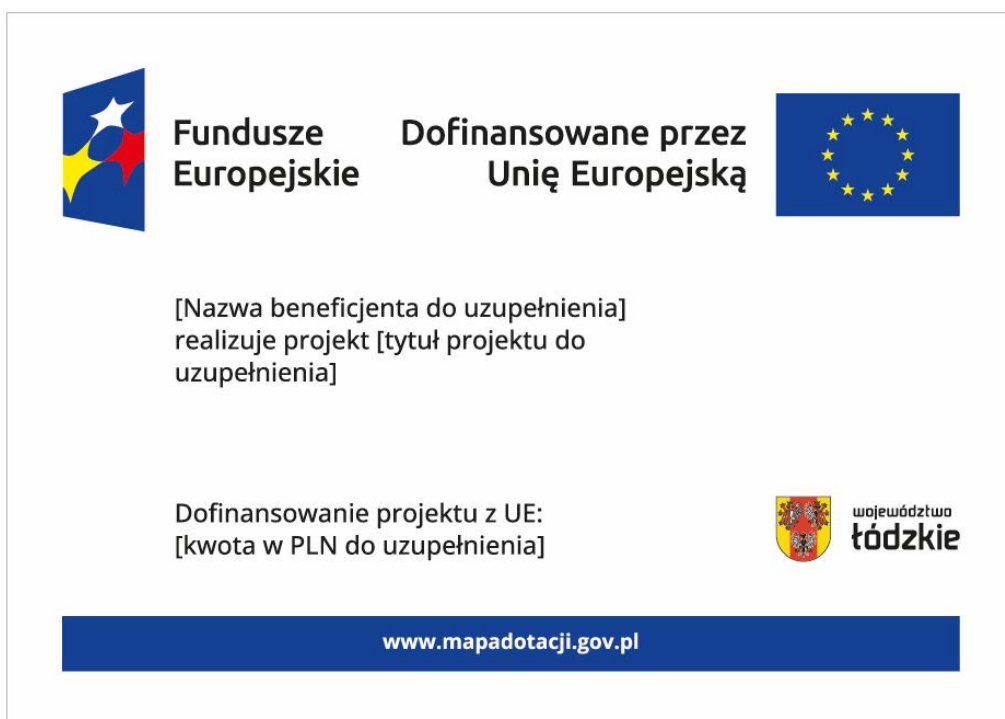 Fundusze
Europejskie
Dofinansowane przez
Unię Europejską
[Nazwa beneficjenta do uzupełnienia]
realizuje projekt [tytuł projektu do
uzupełnienia]
Dofinansowanie projektu z UE:
[kwota w PLN do uzupełnienia]
województwo
łódzkie
www.mapadotacji.gov.pl